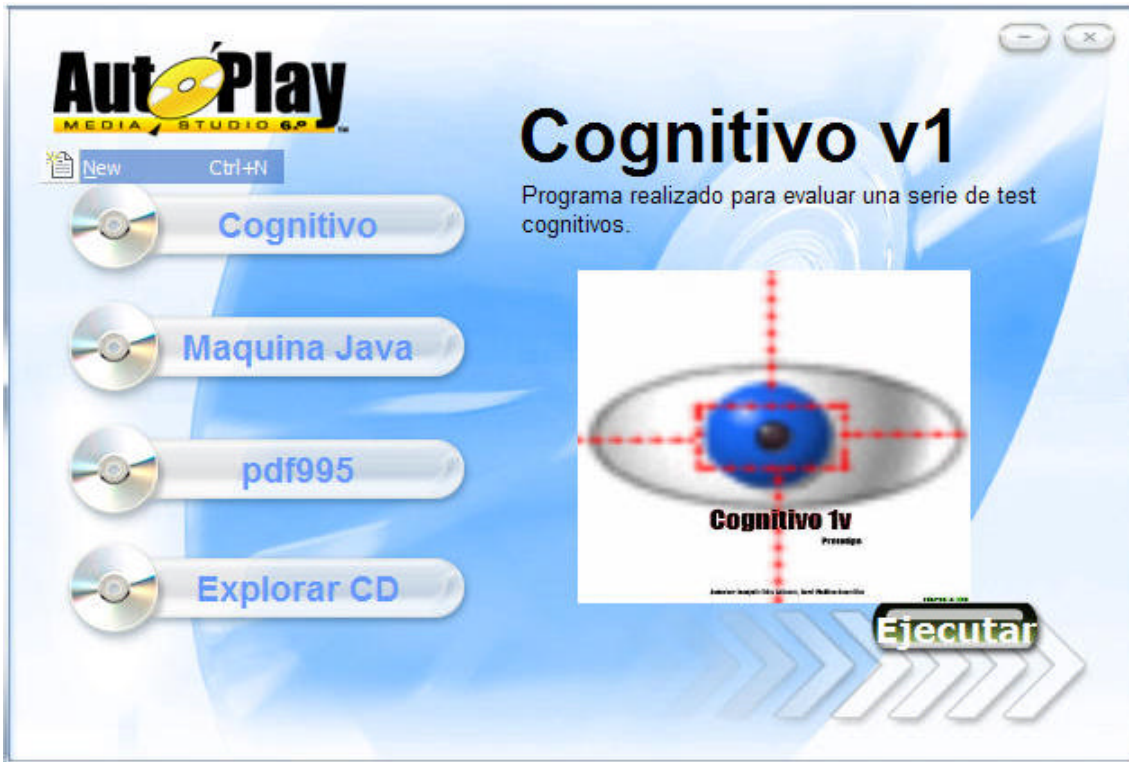 AutoPlay
MEDIA STUDIO 6.0
New Ctrl+N
Cognitivo
Maquina Java
pdf995
Explorar CD
Cognitivo v1
Programa realizado para evaluar una serie de test
cognitivos.
Cognitivo 1v
Prototipo
Ejecutar